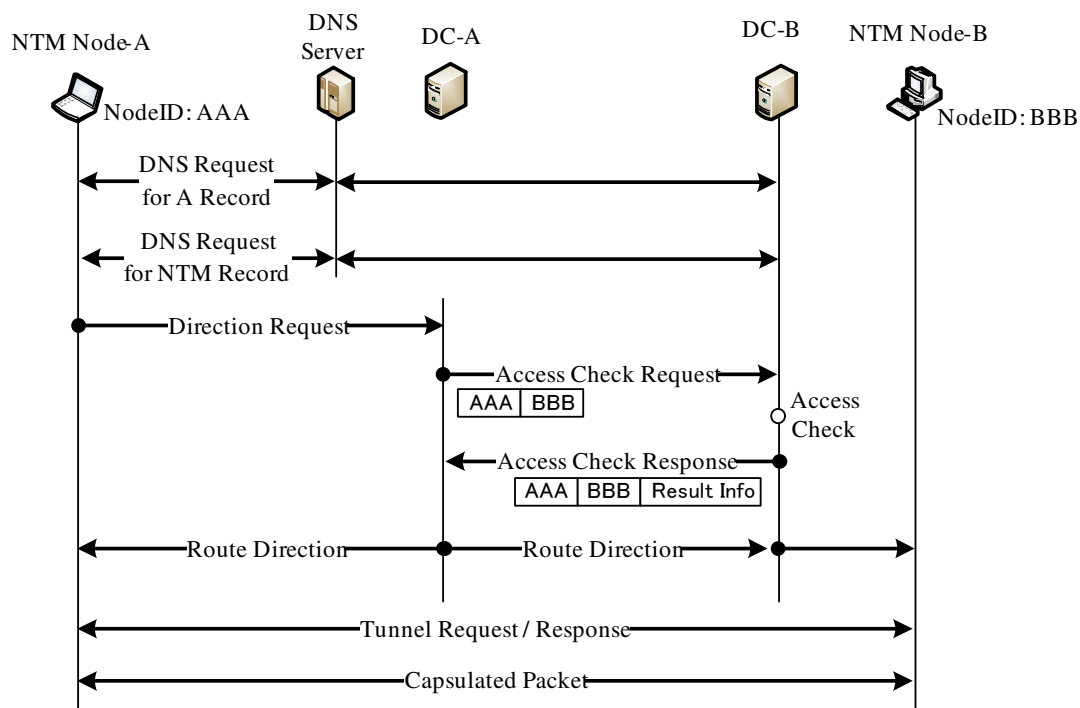 NTM Node-A
DNS
Server
DC-A
DC-B
NTM Node-B
NodeID: AAA
NodeID: BBB
DNS Request
for A Record
DNS Request
for NTM Record
Direction Request
Access Check Request
AAA BBB
Access
Check
Access Check Response
AAA BBB Result Info
Route Direction
Route Direction
Tunnel Request / Response
Capsulated Packet